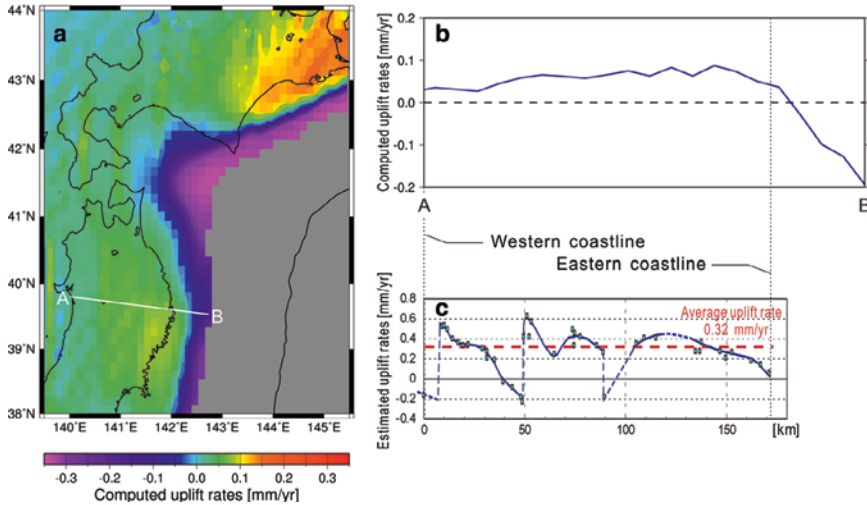 a
44˚N
43˚N
42˚N
41˚N
40˚N
39˚N
38˚N
A
B
140˚E 141˚E 142˚E 143˚E 144˚E 145˚E
-0.3 -0.2 -0.1 0.0 0.1 0.2 0.3
Computed uplift rates [mm/yr]
b
Computed uplift rates [mm/yr]
0.2
0.1
0.0
-0.1
-0.2
A
B
Western coastline
Eastern coastline
c
Estimated uplift rates [mm/yr]
0.8
0.6
0.4
0.2
0
-0.2
-0.4
Average uplift rate
0.32 mm/yr
0 50 100 150 [km]